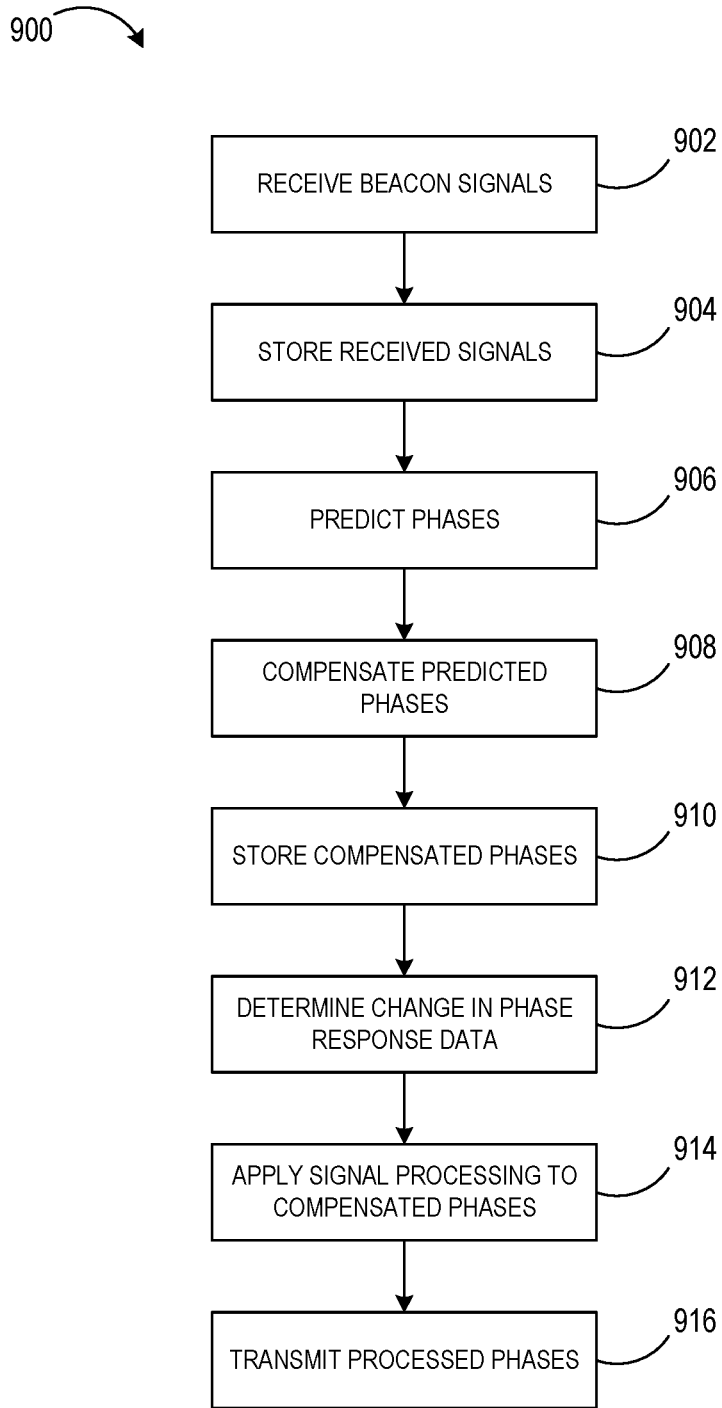 900
902
RECEIVE BEACON SIGNALS
904
STORE RECEIVED SIGNALS
906
PREDICT PHASES
908
COMPENSATE PREDICTED
PHASES
910
STORE COMPENSATED PHASES
912
DETERMINE CHANGE IN PHASE
RESPONSE DATA
914
APPLY SIGNAL PROCESSING TO
COMPENSATED PHASES
916
TRANSMIT PROCESSED PHASES